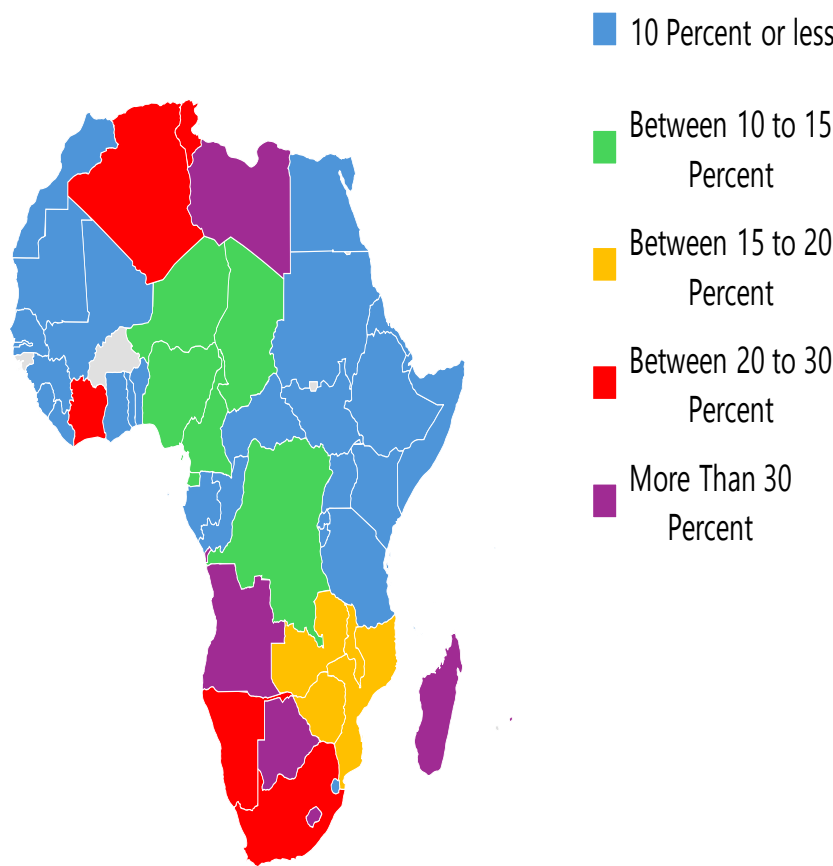 10 Percent or less
Between 10 to 15
Percent
Between 15 to 20
Percent
Between 20 to 30
Percent
More Than 30
Percent